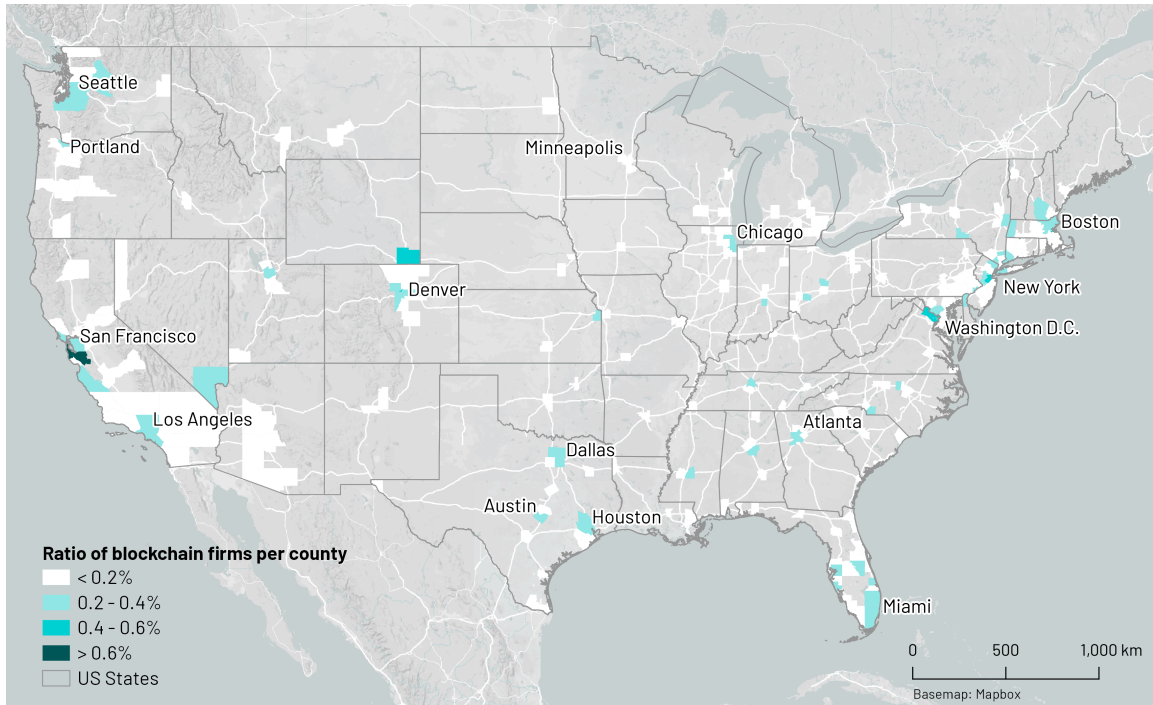 Seattle
Portland
Minneapolis
Boston
Chicago
New York
Denver
Washington D.C.
San Francisco
Los Angeles
Atlanta
Dallas
Austin
Houston
Miami
Ratio of blockchain firms per county
< 0.2%
0.2 - 0.4%
0.4 - 0.6%
> 0.6%
US States
0 500 1,000 km
Basemap: Mapbox